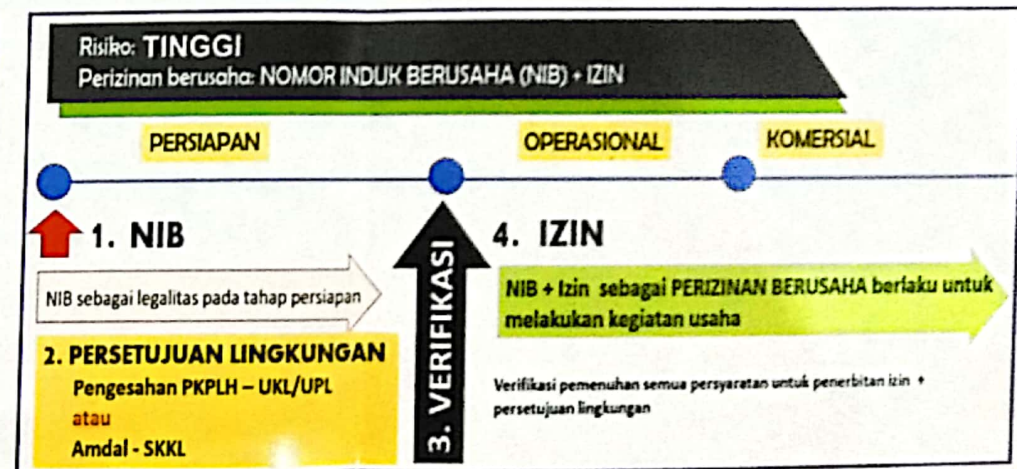 Risiko: TINGGI
Perizinan berusaha: NOMOR INDUK BERUSAHA (NIB) + IZIN
PERSIAPAN
OPERASIONAL
KOMERSIAL
1. NIB
NIB sebagai legalitas pada tahap persiapan
2. PERSETUJUAN LINGKUNGAN
Pengesahan PKPLH – UKL/UPL
atau
Amdal - SKKL
3. VERIFIKASI
4. IZIN
NIB + Izin sebagai PERIZINAN BERUSAHA berlaku untuk
melakukan kegiatan usaha
Verifikasi pemenuhan semua persyaratan untuk penerbitan izin +
persetujuan lingkungan